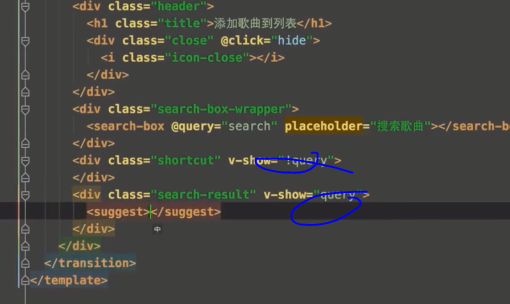 <div class="header">
<h1 class="title">添加歌曲到列表</h1>
<div class="close" @click="hide">
<i class="icon-close"></i>
</div>
</div>
<div class="search-box-wrapper">
<search-box @query="search" placeholder="搜索歌曲"></search-b
</div>
<div class="shortcut" v-show="!query">
</div>
<div class="search-result" v-show="query">
<suggest></suggest>
</div>
中
</div>
</transition>
</template>